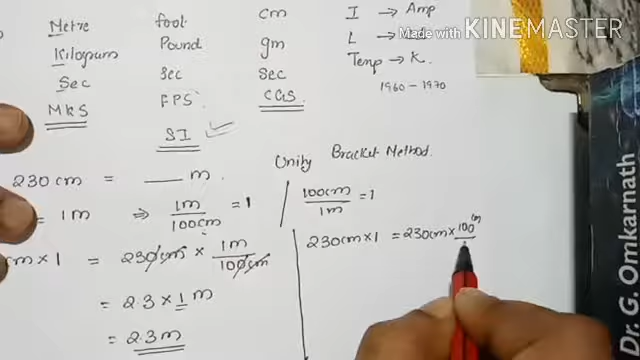 Metre foot cm
Kilogram Pound gm
Sec Sec Sec
MKS FPS CGS
SI
I → Amp
L →
Temp → K.
1960 - 1970
Made with KINEMASTER
Unity Bracket Method.
230 cm = ___ m.
= 1m ⇒ 1m/100cm = 1
cm × 1 = 230cm × 1m/100cm
= 2.3 × 1 m
= 2.3m
100cm/1m = 1
230cm × 1 = 230cm × 100cm
Dr. G. Omkarnath